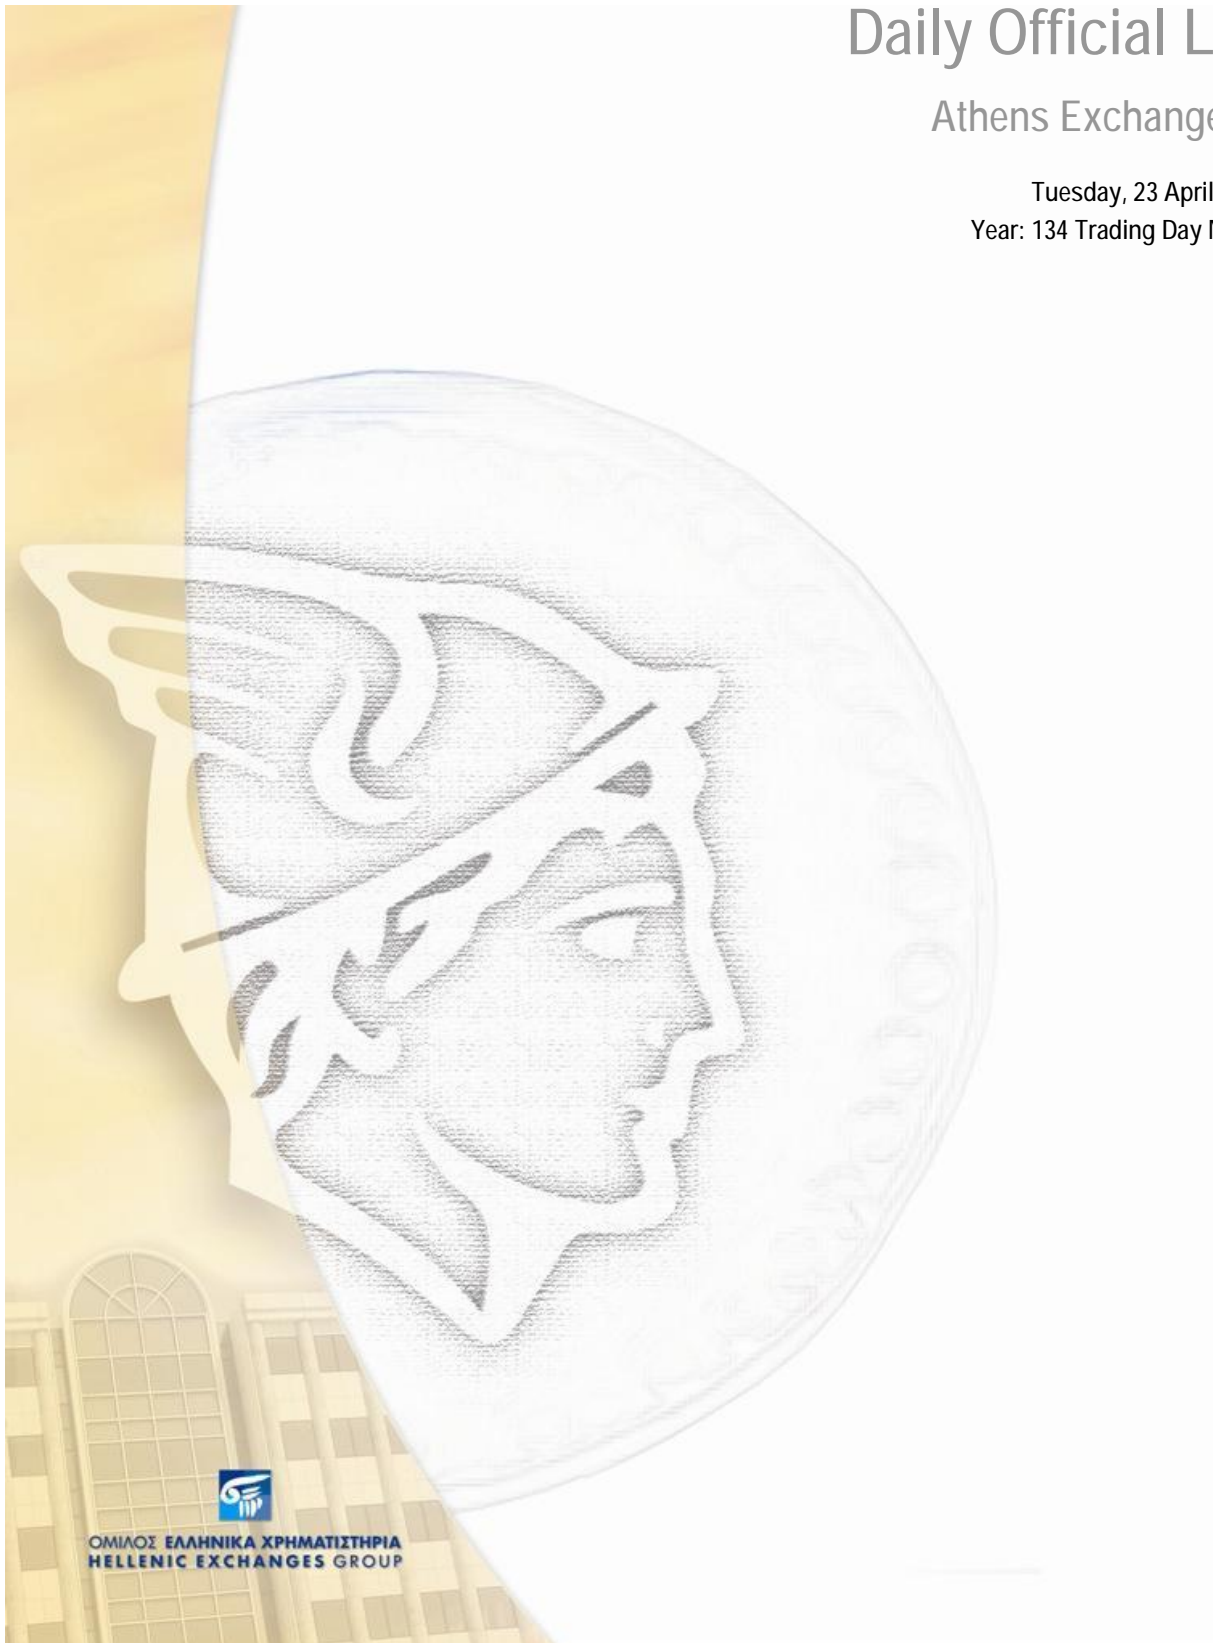 Daily Official L
Athens Exchange
Tuesday, 23 April
Year: 134 Trading Day
ΟΜΙΛΟΣ ΕΛΛΗΝΙΚΑ ΧΡΗΜΑΤΙΣΤΗΡΙΑ
HELLENIC EXCHANGES GROUP